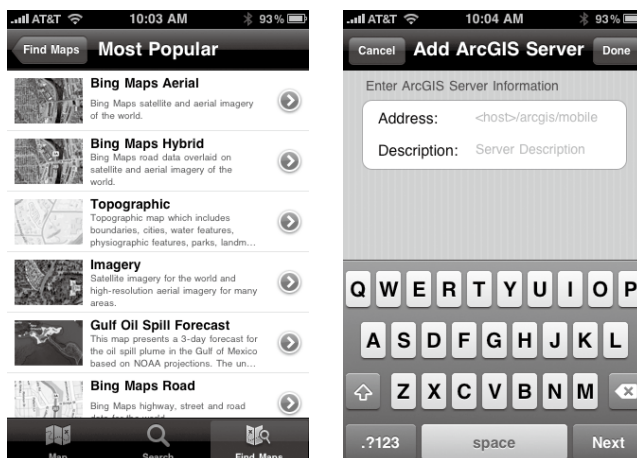 AT&T 10:03 AM 93%
Find Maps Most Popular
Bing Maps Aerial
Bing Maps satellite and aerial imagery
of the world.
Bing Maps Hybrid
Bing Maps road data overlaid on
satellite and aerial imagery of the
world.
Topographic
Topographic map which includes
boundaries, cities, water features,
physiographic features, parks, landm...
Imagery
Satellite imagery for the world and
high-resolution aerial imagery for many
areas.
Gulf Oil Spill Forecast
This map presents a 3-day forecast for
the oil spill plume in the Gulf of Mexico
based on NOAA projections. The un...
Bing Maps Road
Bing Maps highway, street and road
data for the world
Map Search Find Maps
AT&T 10:04 AM 93%
Cancel Add ArcGIS Server Done
Enter ArcGIS Server Information
Address: <host>/arcgis/mobile
Description: Server Description
Q W E R T Y U I O P
A S D F G H J K L
Z X C V B N M
.?123 space Next